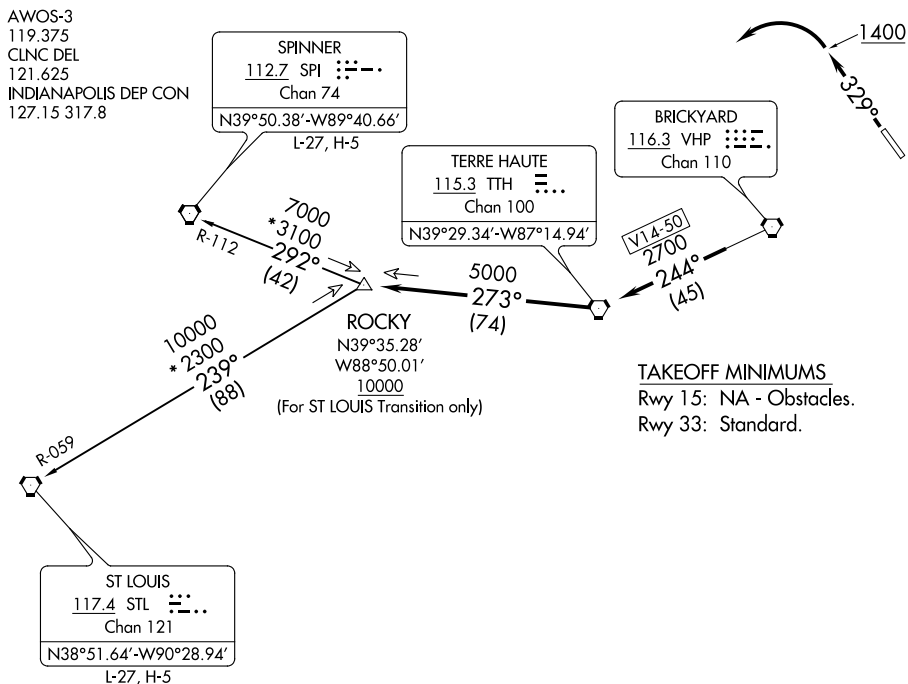 AWOS-3
119.375
CLNC DEL
121.625
INDIANAPOLIS DEP CON
127.15 317.8
SPINNER
112.7 SPI
Chan 74
N39°50.38'-W89°40.66'
L-27, H-5
TERRE HAUTE
115.3 TTH
Chan 100
N39°29.34'-W87°14.94'
BRICKYARD
116.3 VHP
Chan 110
1400
329°
R-112
7000
*3100
292°
(42)
5000
273°
(74)
V14-50
2700
244°
(45)
ROCKY
N39°35.28'
W88°50.01'
10000
(For ST LOUIS Transition only)
10000
*2300
239°
(88)
R-059
TAKEOFF MINIMUMS
Rwy 15: NA - Obstacles.
Rwy 33: Standard.
ST LOUIS
117.4 STL
Chan 121
N38°51.64'-W90°28.94'
L-27, H-5